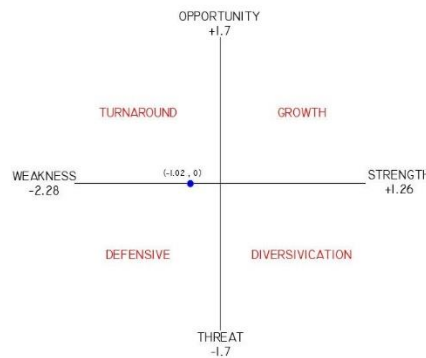 OPPORTUNITY
+1.7
TURNAROUND
GROWTH
(-1.02 , 0)
WEAKNESS
-2.28
STRENGTH
+1.26
DEFENSIVE
DIVERSIVICATION
THREAT
-1.7